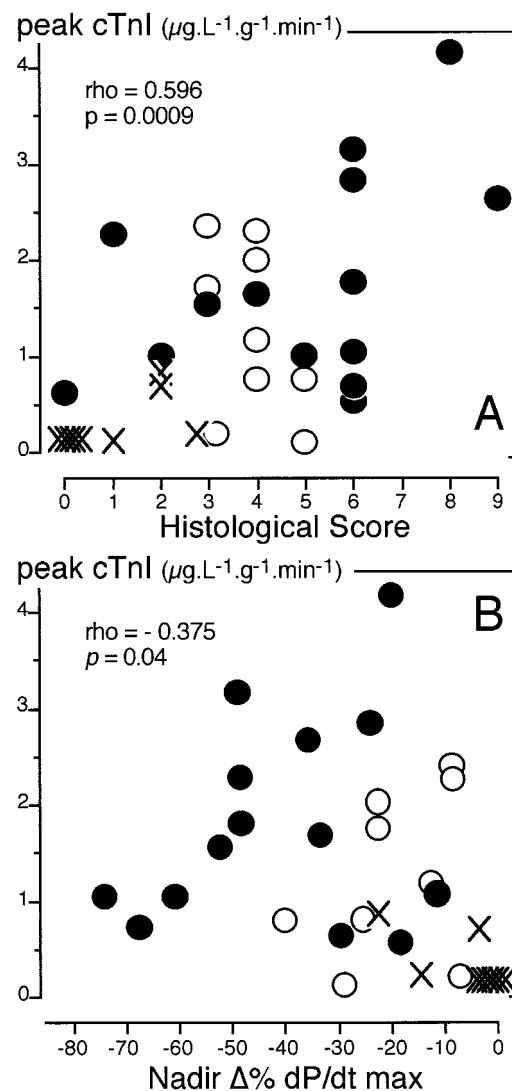 peak cTnI (µg.L-1.g-1.min-1)
4
rho = 0.596
p = 0.0009
3
2
1
A
0
0 1 2 3 4 5 6 7 8 9
Histological Score
peak cTnI (µg.L-1.g-1.min-1)
4
B
rho = - 0.375
p = 0.04
3
2
1
0
-80 -70 -60 -50 -40 -30 -20 -10 0
Nadir Δ% dP/dt max